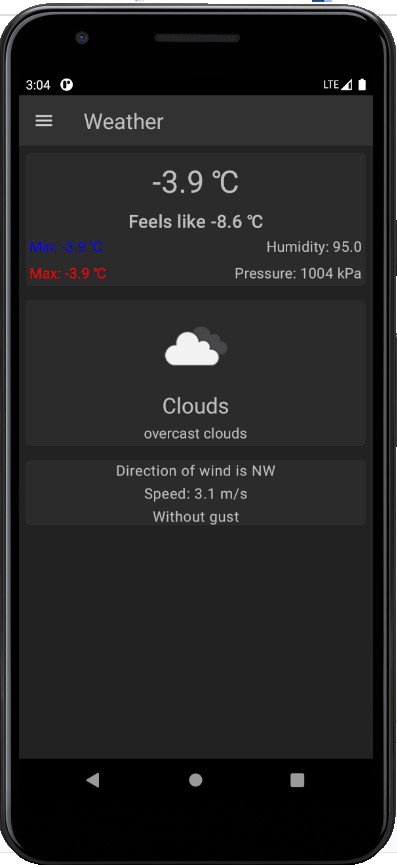 3:04
LTE
Weather
-3.9 ℃
Feels like -8.6 ℃
Min: -3.9 ℃
Humidity: 95.0
Max: -3.9 ℃
Pressure: 1004 kPa
Clouds
overcast clouds
Direction of wind is NW
Speed: 3.1 m/s
Without gust